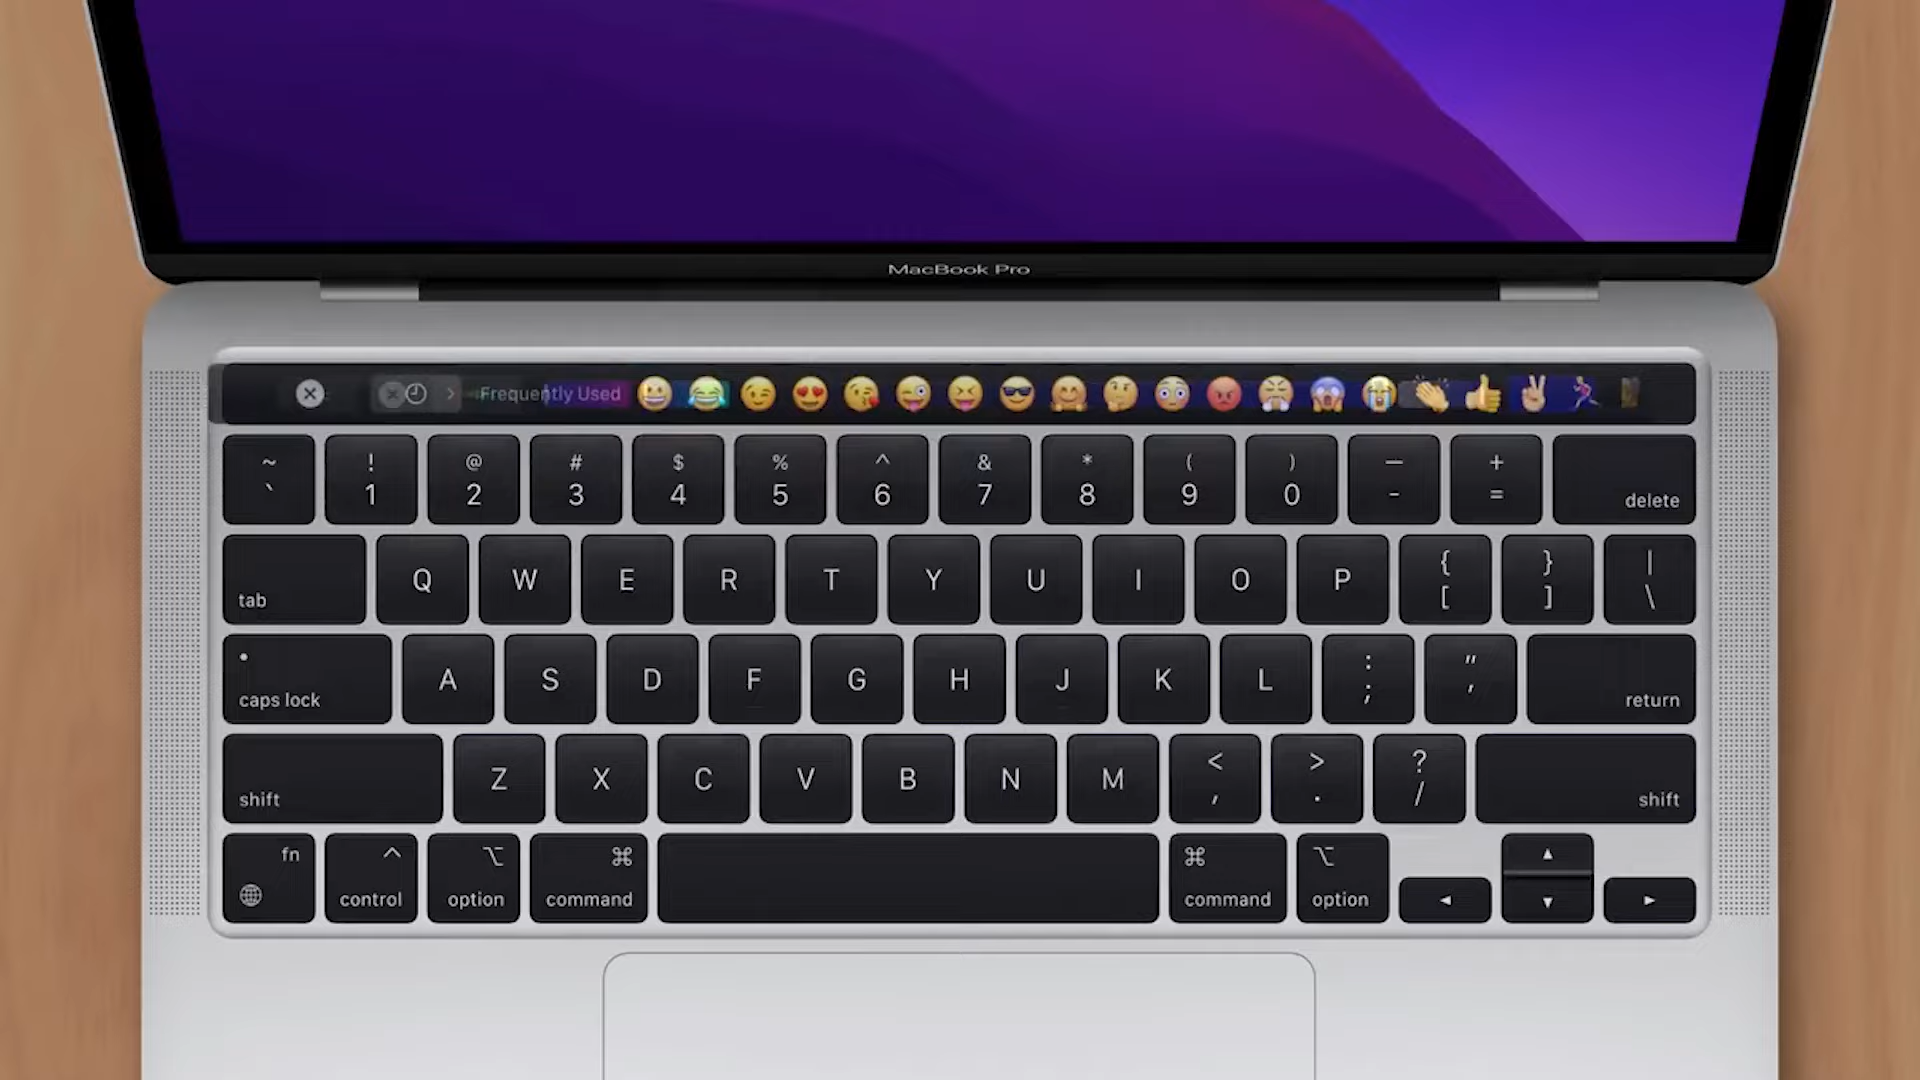 MacBook Pro
Frequently Used
~ ! @ # $ % ^ & * ( ) — +
` 1 2 3 4 5 6 7 8 9 0 - = delete
{ } |
tab Q W E R T Y U I O P [ ] \
: "
caps lock A S D F G H J K L ; ' return
< > ?
shift Z X C V B N M , . / shift
fn ^ ⌥ ⌘ ⌘ ⌥ ▲
control option command command option ◀ ▼ ▶